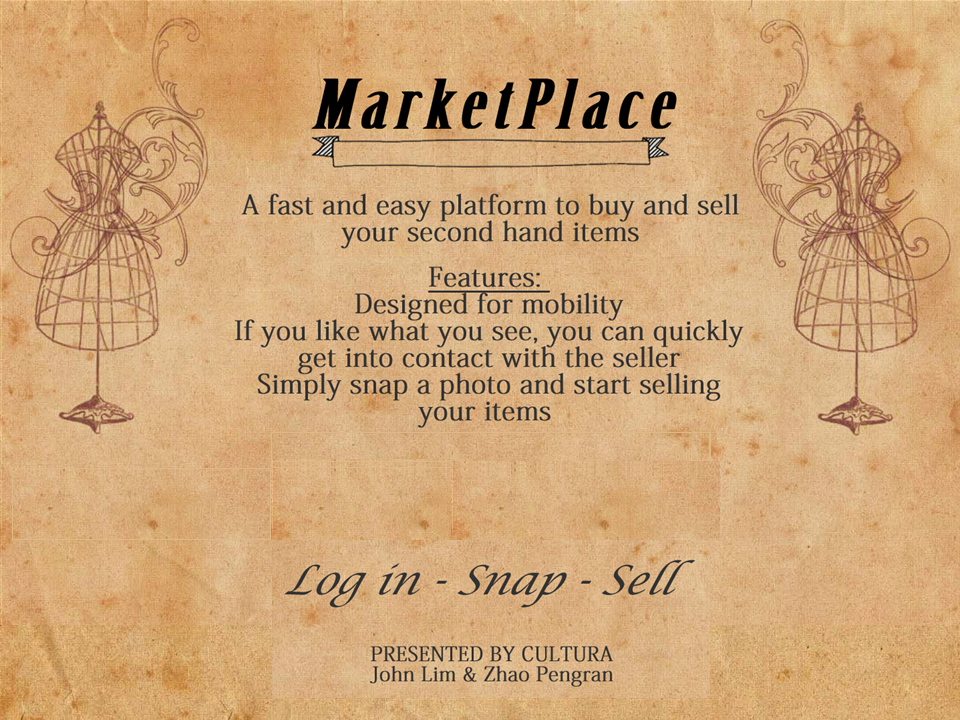 MarketPlace
A fast and easy platform to buy and sell
your second hand items
Features:
Designed for mobility
If you like what you see, you can quickly
get into contact with the seller
Simply snap a photo and start selling
your items
Log in - Snap - Sell
PRESENTED BY CULTURA
John Lim & Zhao Pengran